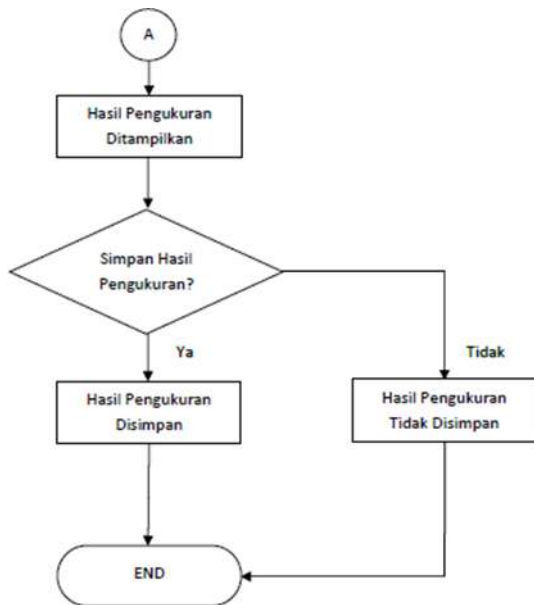 A
Hasil Pengukuran
Ditampilkan
Simpan Hasil
Pengukuran?
Ya
Tidak
Hasil Pengukuran
Disimpan
Hasil Pengukuran
Tidak Disimpan
END